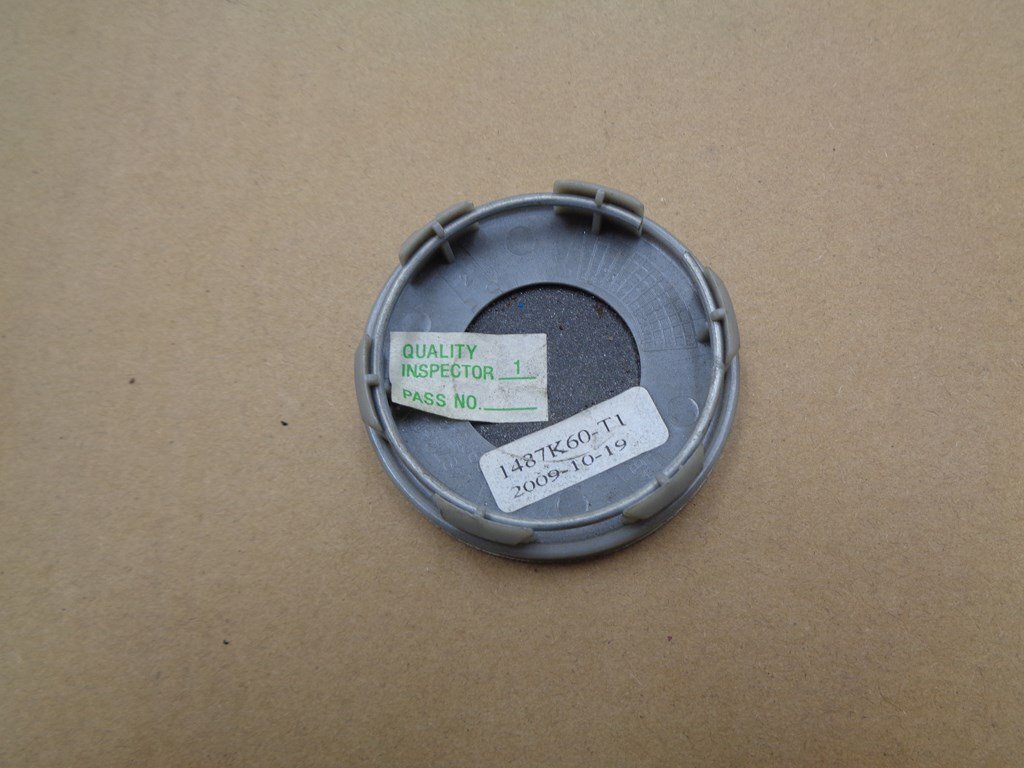 QUALITY
INSPECTOR 1
PASS NO.
1487K60-T1
2009-10-19